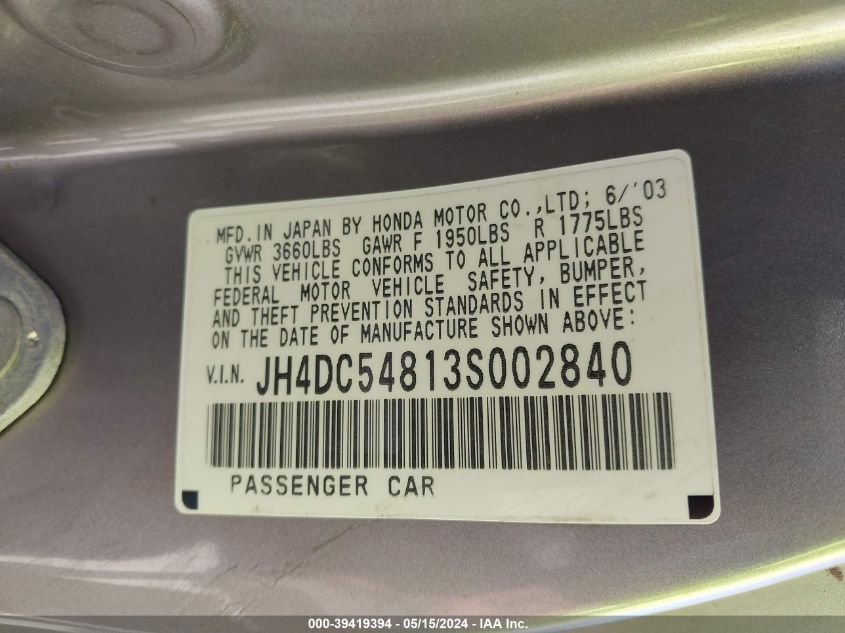 MFD. IN JAPAN BY HONDA MOTOR CO.,LTD; 6/'03
GVWR 3660LBS GAWR F 1950LBS R 1775LBS
THIS VEHICLE CONFORMS TO ALL APPLICABLE
FEDERAL MOTOR VEHICLE SAFETY, BUMPER,
AND THEFT PREVENTION STANDARDS IN EFFECT
ON THE DATE OF MANUFACTURE SHOWN ABOVE:
V.I.N. JH4DC54813S002840
PASSENGER CAR
000-39419394 - 05/15/2024 - IAA Inc.